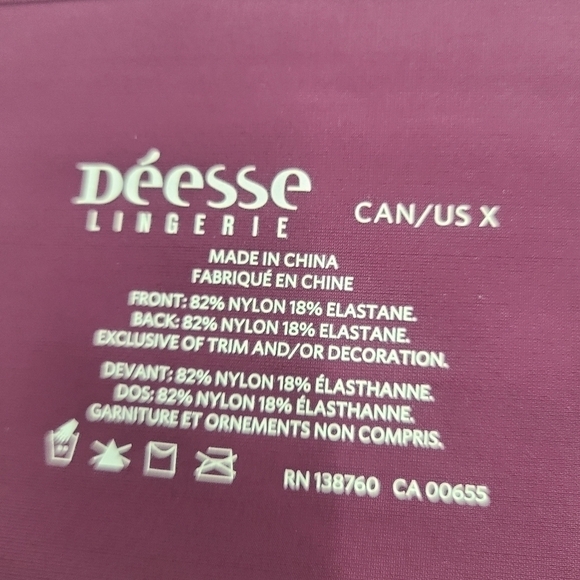 Déesse
LINGERIE
CAN/US X
MADE IN CHINA
FABRIQUÉ EN CHINE
FRONT: 82% NYLON 18% ELASTANE.
BACK: 82% NYLON 18% ELASTANE.
EXCLUSIVE OF TRIM AND/OR DECORATION.
DEVANT: 82% NYLON 18% ÉLASTHANNE.
DOS: 82% NYLON 18% ÉLASTHANNE.
GARNITURE ET ORNEMENTS NON COMPRIS.
RN 138760 CA 00655